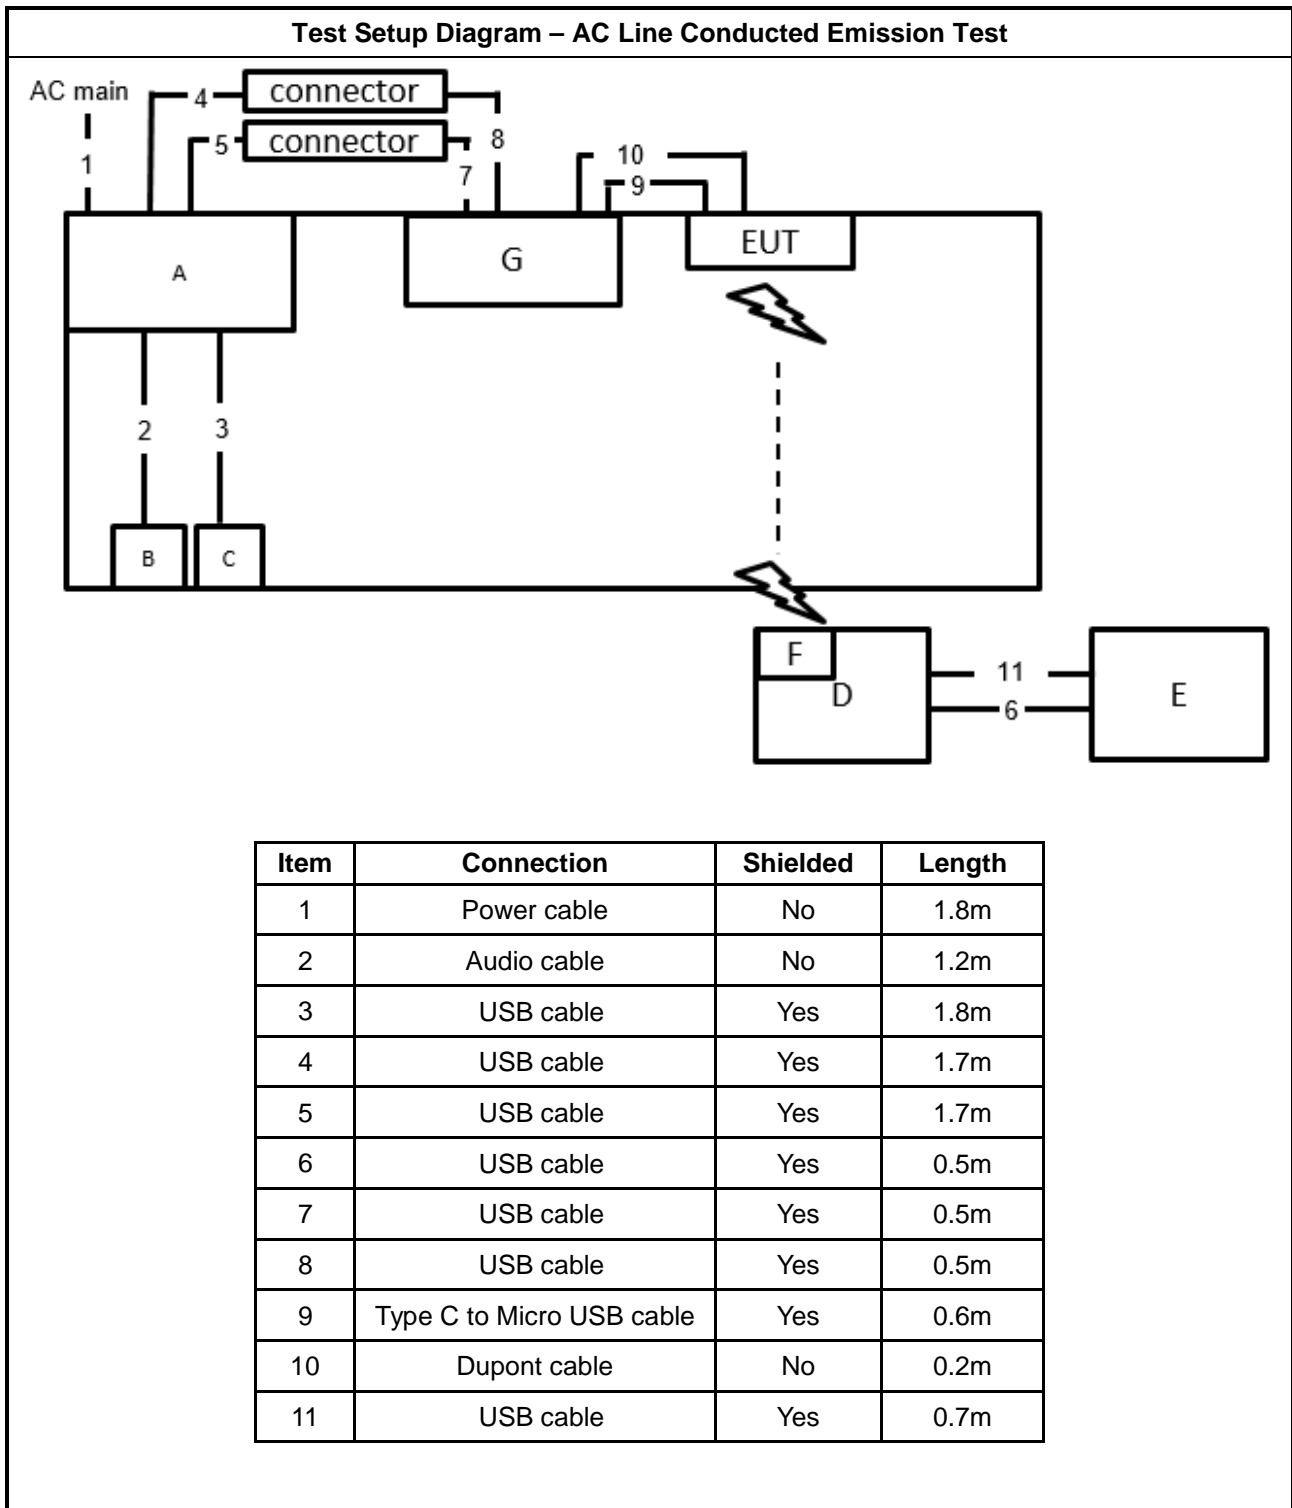 Test Setup Diagram – AC Line Conducted Emission Test
AC main
4
connector
5
connector
8
1
7
10
9
A
G
EUT
2
3
B
C
F
D
11
6
E
Item Connection Shielded Length
1 Power cable No 1.8m
2 Audio cable No 1.2m
3 USB cable Yes 1.8m
4 USB cable Yes 1.7m
5 USB cable Yes 1.7m
6 USB cable Yes 0.5m
7 USB cable Yes 0.5m
8 USB cable Yes 0.5m
9 Type C to Micro USB cable Yes 0.6m
10 Dupont cable No 0.2m
11 USB cable Yes 0.7m